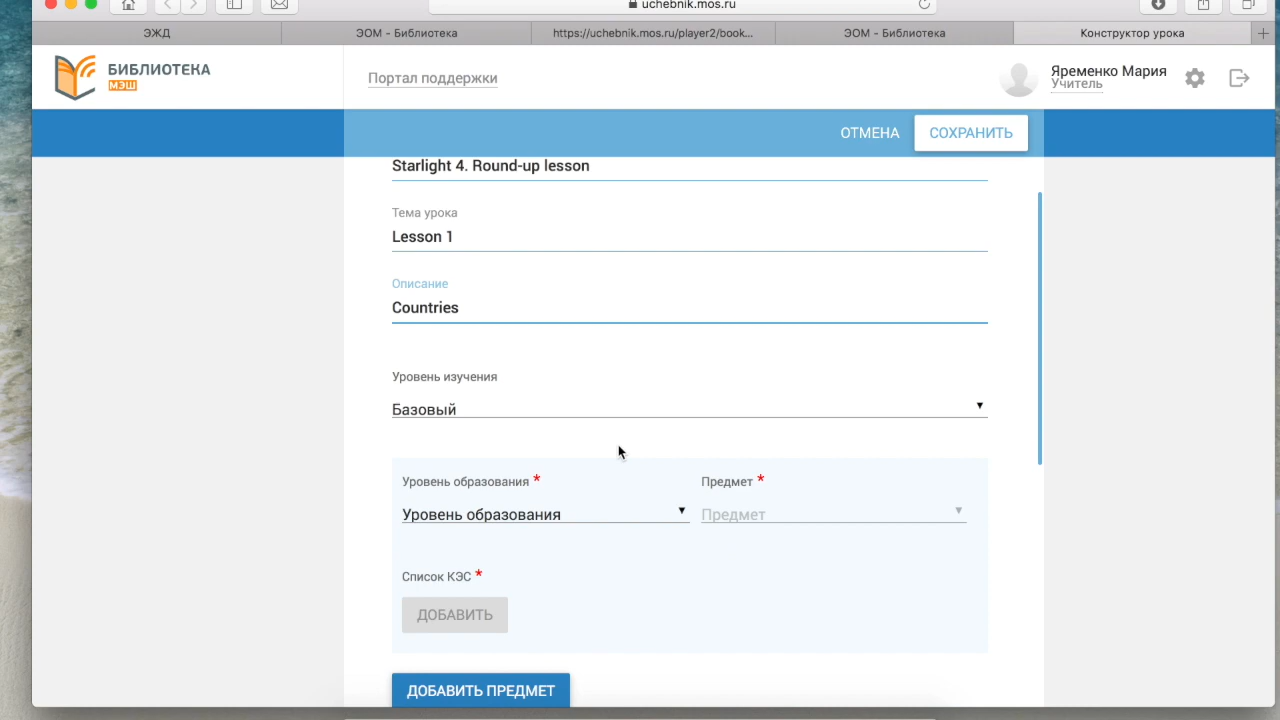 uchebnik.mos.ru
ЭЖД
ЭОМ - Библиотека
https://uchebnik.mos.ru/player2/book...
ЭОМ - Библиотека
Конструктор урока
БИБЛИОТЕКА
МЭШ
Портал поддержки
Яременко Мария
Учитель
ОТМЕНА
СОХРАНИТЬ
Starlight 4. Round-up lesson
Тема урока
Lesson 1
Описание
Countries
Уровень изучения
Базовый
Уровень образования *
Предмет *
Уровень образования
Предмет
Список КЭС *
ДОБАВИТЬ
ДОБАВИТЬ ПРЕДМЕТ